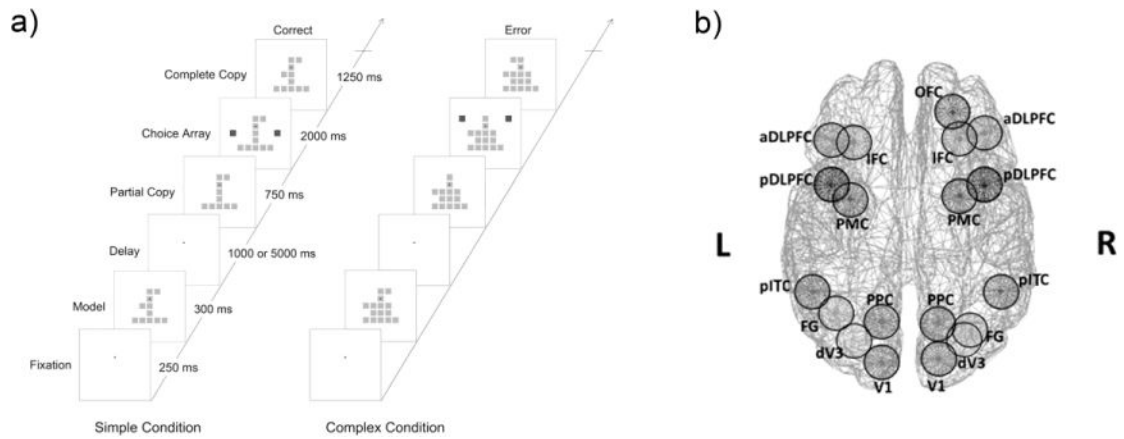 a)
Correct
Error
Complete Copy
1250 ms
Choice Array
2000 ms
Partial Copy
750 ms
Delay
1000 or 5000 ms
Model
300 ms
Fixation
250 ms
Simple Condition
Complex Condition
b)
OFC
aDLPFC
aDLPFC
IFC
IFC
pDLPFC
pDLPFC
PMC
PMC
L
R
pITC
pITC
PPC
PPC
FG
FG
dV3
dV3
V1
V1